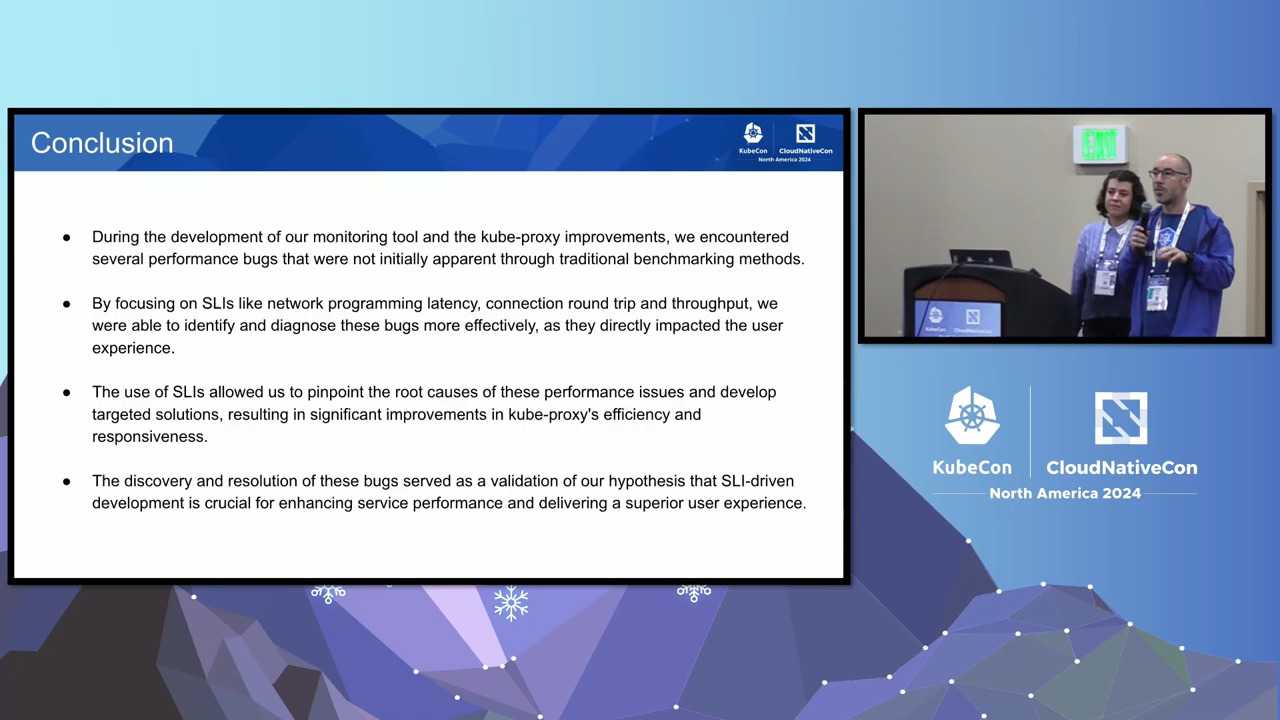 Conclusion
KubeCon
CloudNativeCon
North America 2024
● During the development of our monitoring tool and the kube-proxy improvements, we encountered
several performance bugs that were not initially apparent through traditional benchmarking methods.
● By focusing on SLIs like network programming latency, connection round trip and throughput, we
were able to identify and diagnose these bugs more effectively, as they directly impacted the user
experience.
● The use of SLIs allowed us to pinpoint the root causes of these performance issues and develop
targeted solutions, resulting in significant improvements in kube-proxy's efficiency and
responsiveness.
● The discovery and resolution of these bugs served as a validation of our hypothesis that SLI-driven
development is crucial for enhancing service performance and delivering a superior user experience.
EXIT
KubeCon
CloudNativeCon
KubeCon
CloudNativeCon
North America 2024